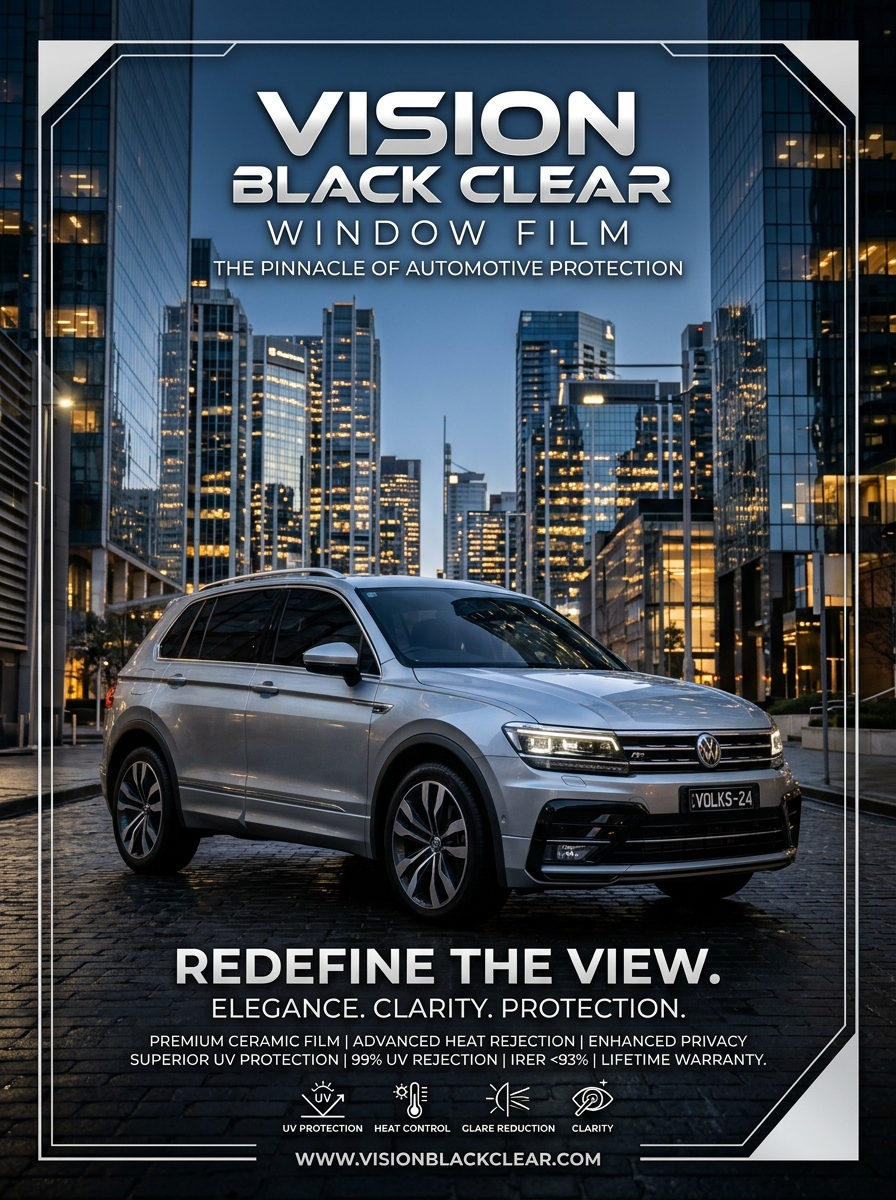 VISION
BLACK CLEAR
WINDOW FILM
THE PINNACLE OF AUTOMOTIVE PROTECTION
VOLKS-24
REDEFINE THE VIEW.
ELEGANCE. CLARITY. PROTECTION.
PREMIUM CERAMIC FILM | ADVANCED HEAT REJECTION | ENHANCED PRIVACY
SUPERIOR UV PROTECTION | 99% UV REJECTION | IRER <93% | LIFETIME WARRANTY.
UV
UV PROTECTION HEAT CONTROL GLARE REDUCTION CLARITY
WWW.VISIONBLACKCLEAR.COM